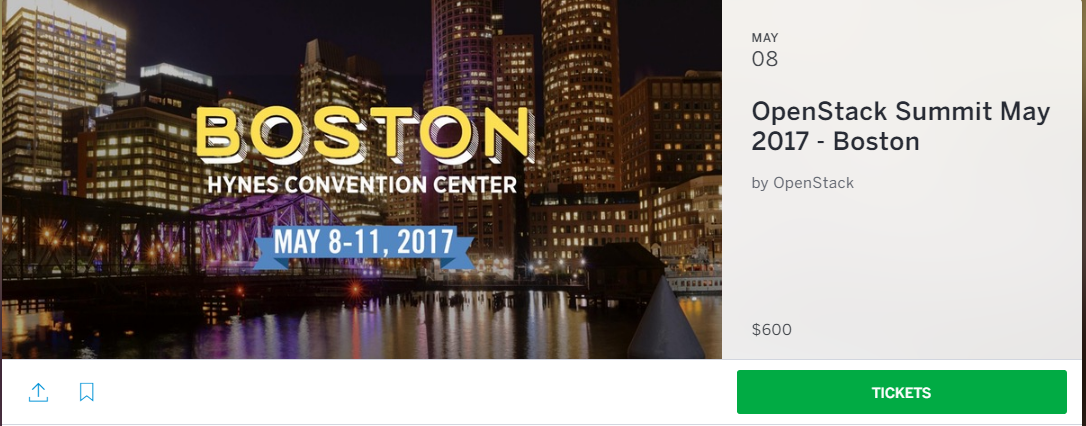 BOSTON
HYNES CONVENTION CENTER
MAY 8-11, 2017
MAY
08
OpenStack Summit May
2017 - Boston
by OpenStack
$600
TICKETS